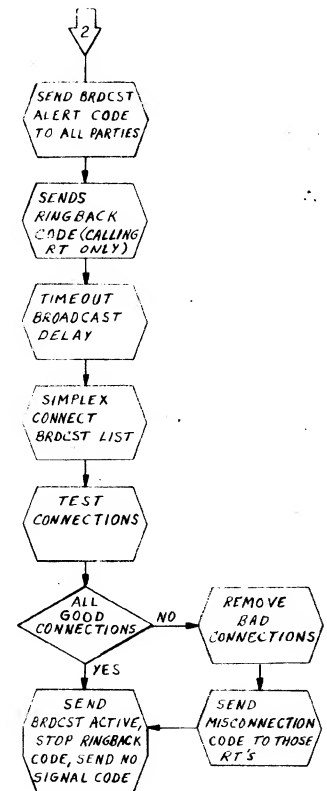 2
SEND BRDCST
ALERT CODE
TO ALL PARTIES
SENDS
RINGBACK
CODE (CALLING
RT ONLY)
TIMEOUT
BROADCAST
DELAY
SIMPLEX
CONNECT
BRDCST LIST
TEST
CONNECTIONS
ALL
GOOD
CONNECTIONS
NO
YES
REMOVE
BAD
CONNECTIONS
SEND
MISCONNECTION
CODE TO THOSE
RT'S
SEND
BRDCST ACTIVE,
STOP RINGBACK
CODE, SEND NO
SIGNAL CODE